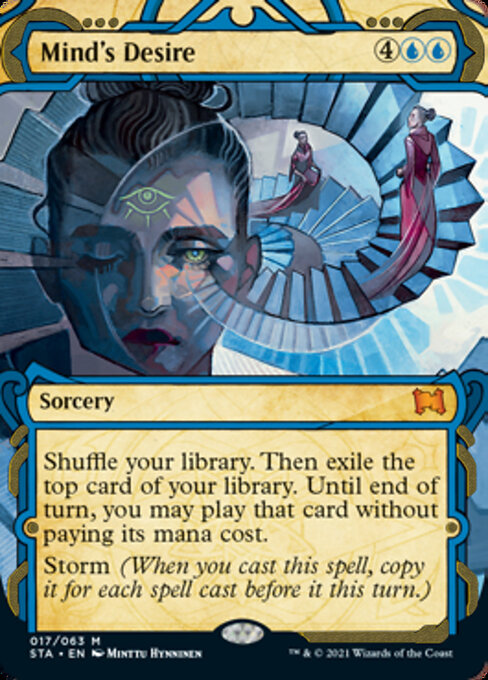 Mind's Desire 4
Sorcery
Shuffle your library. Then exile the
top card of your library. Until end of
turn, you may play that card without
paying its mana cost.
Storm (When you cast this spell, copy
it for each spell cast before it this turn.)
017/063 M
STA • EN Minttu Hynninen
™ & © 2021 Wizards of the Coast